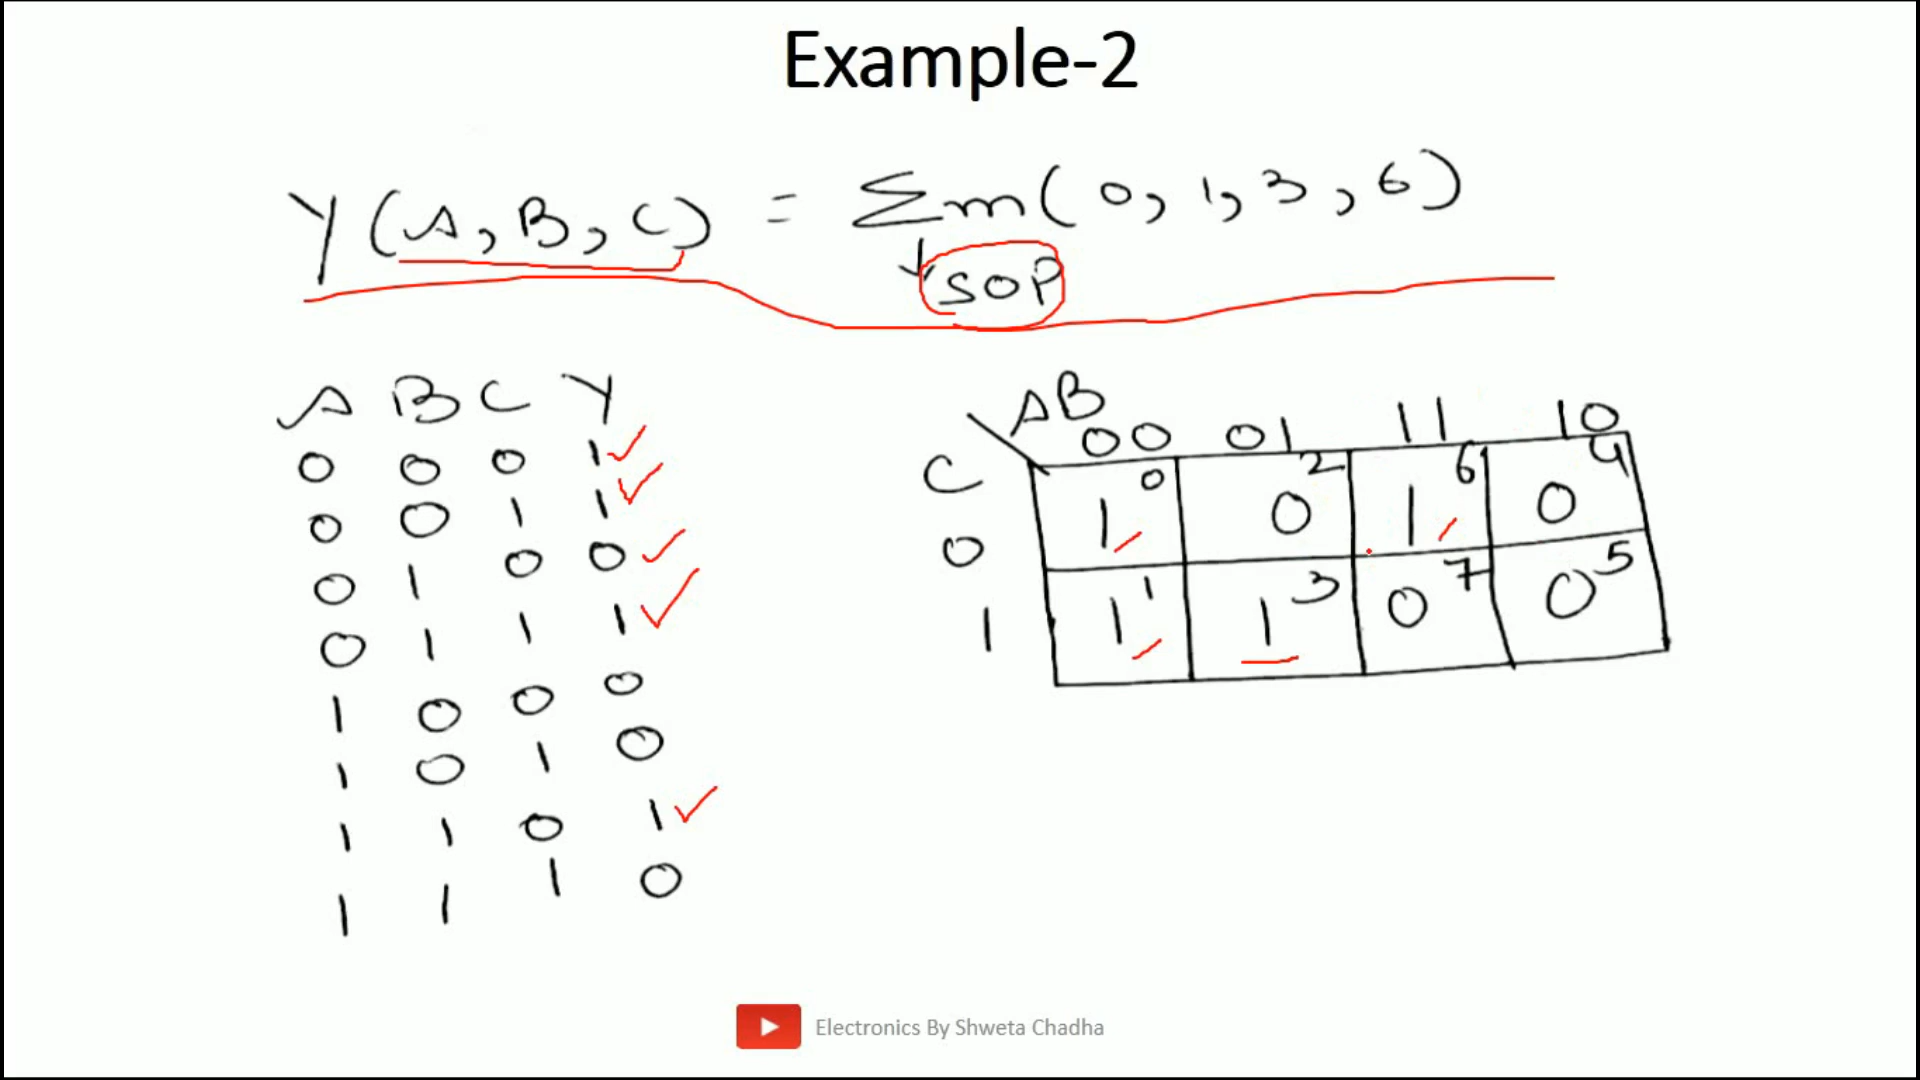 Example-2
Y(A,B,C) = Σm(0,1,3,6)
SOP
A B C Y
0 0 0 1
0 0 1 1
0 1 0 0
0 1 1 1
1 0 0 0
1 0 1 0
1 1 0 1
1 1 1 0
AB
C 00 01 11 10
0 1 0 0 2 1 6 0 4
1 1 1 1 3 0 7 0 5
Electronics By Shweta Chadha